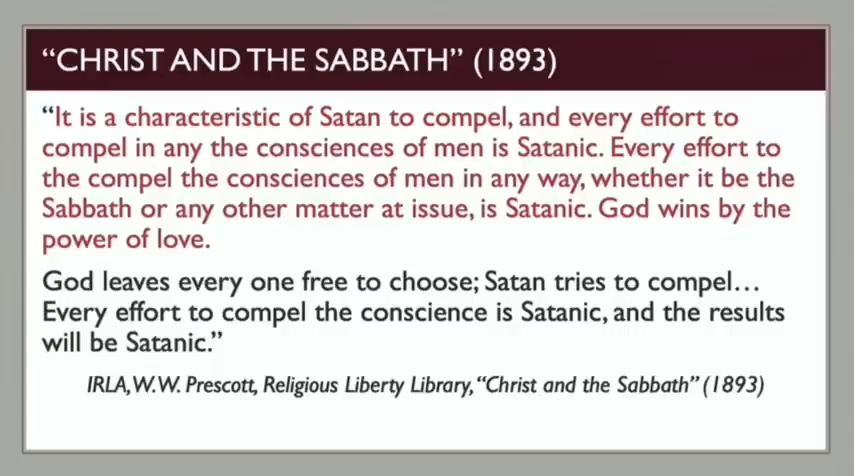 “CHRIST AND THE SABBATH” (1893)
“It is a characteristic of Satan to compel, and every effort to
compel in any the consciences of men is Satanic. Every effort to
the compel the consciences of men in any way, whether it be the
Sabbath or any other matter at issue, is Satanic. God wins by the
power of love.
God leaves every one free to choose; Satan tries to compel…
Every effort to compel the conscience is Satanic, and the results
will be Satanic.”
IRLA, W.W. Prescott, Religious Liberty Library, “Christ and the Sabbath” (1893)